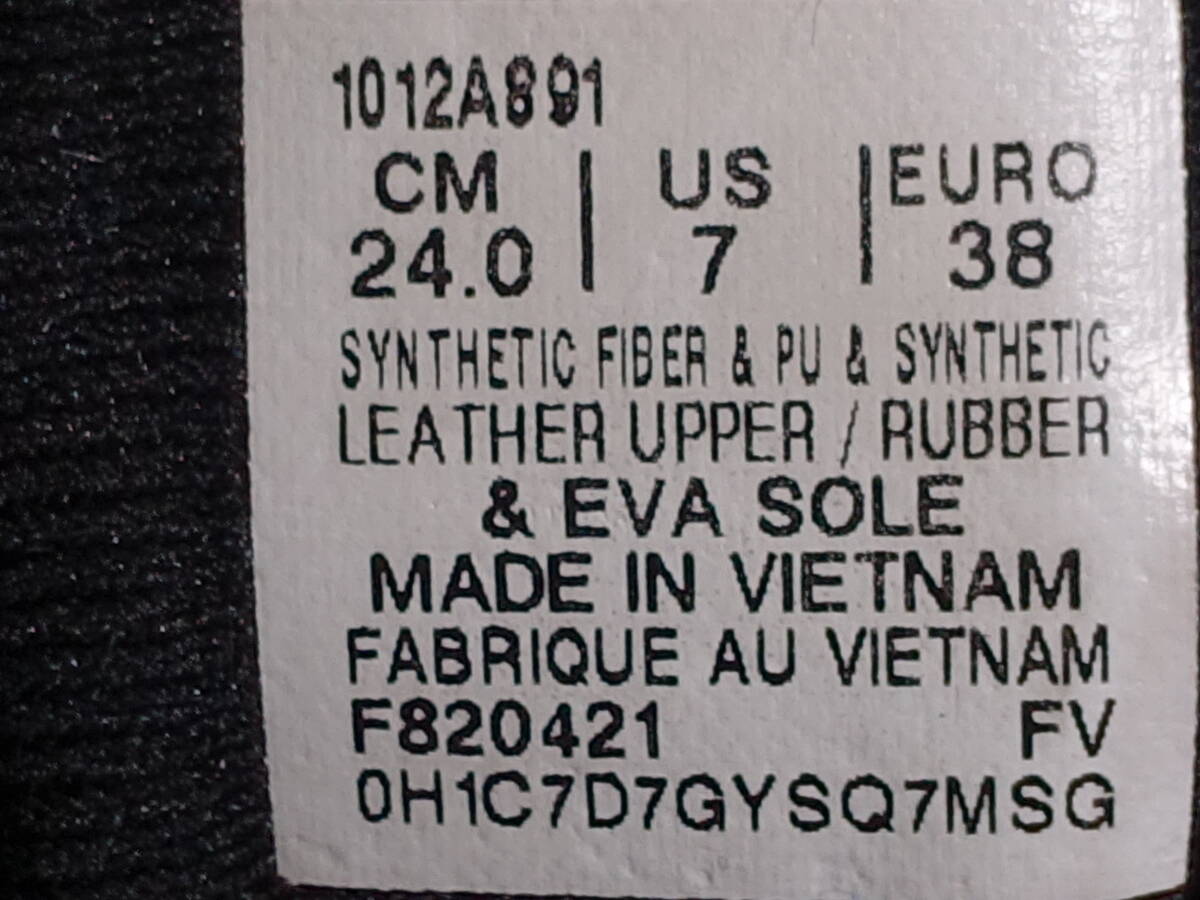 1012A891
CM | US | EURO
24.0 | 7 | 38
SYNTHETIC FIBER & PU & SYNTHETIC
LEATHER UPPER / RUBBER
& EVA SOLE
MADE IN VIETNAM
FABRIQUE AU VIETNAM
F820421 FV
0H1C7D7GYSQ7MSG